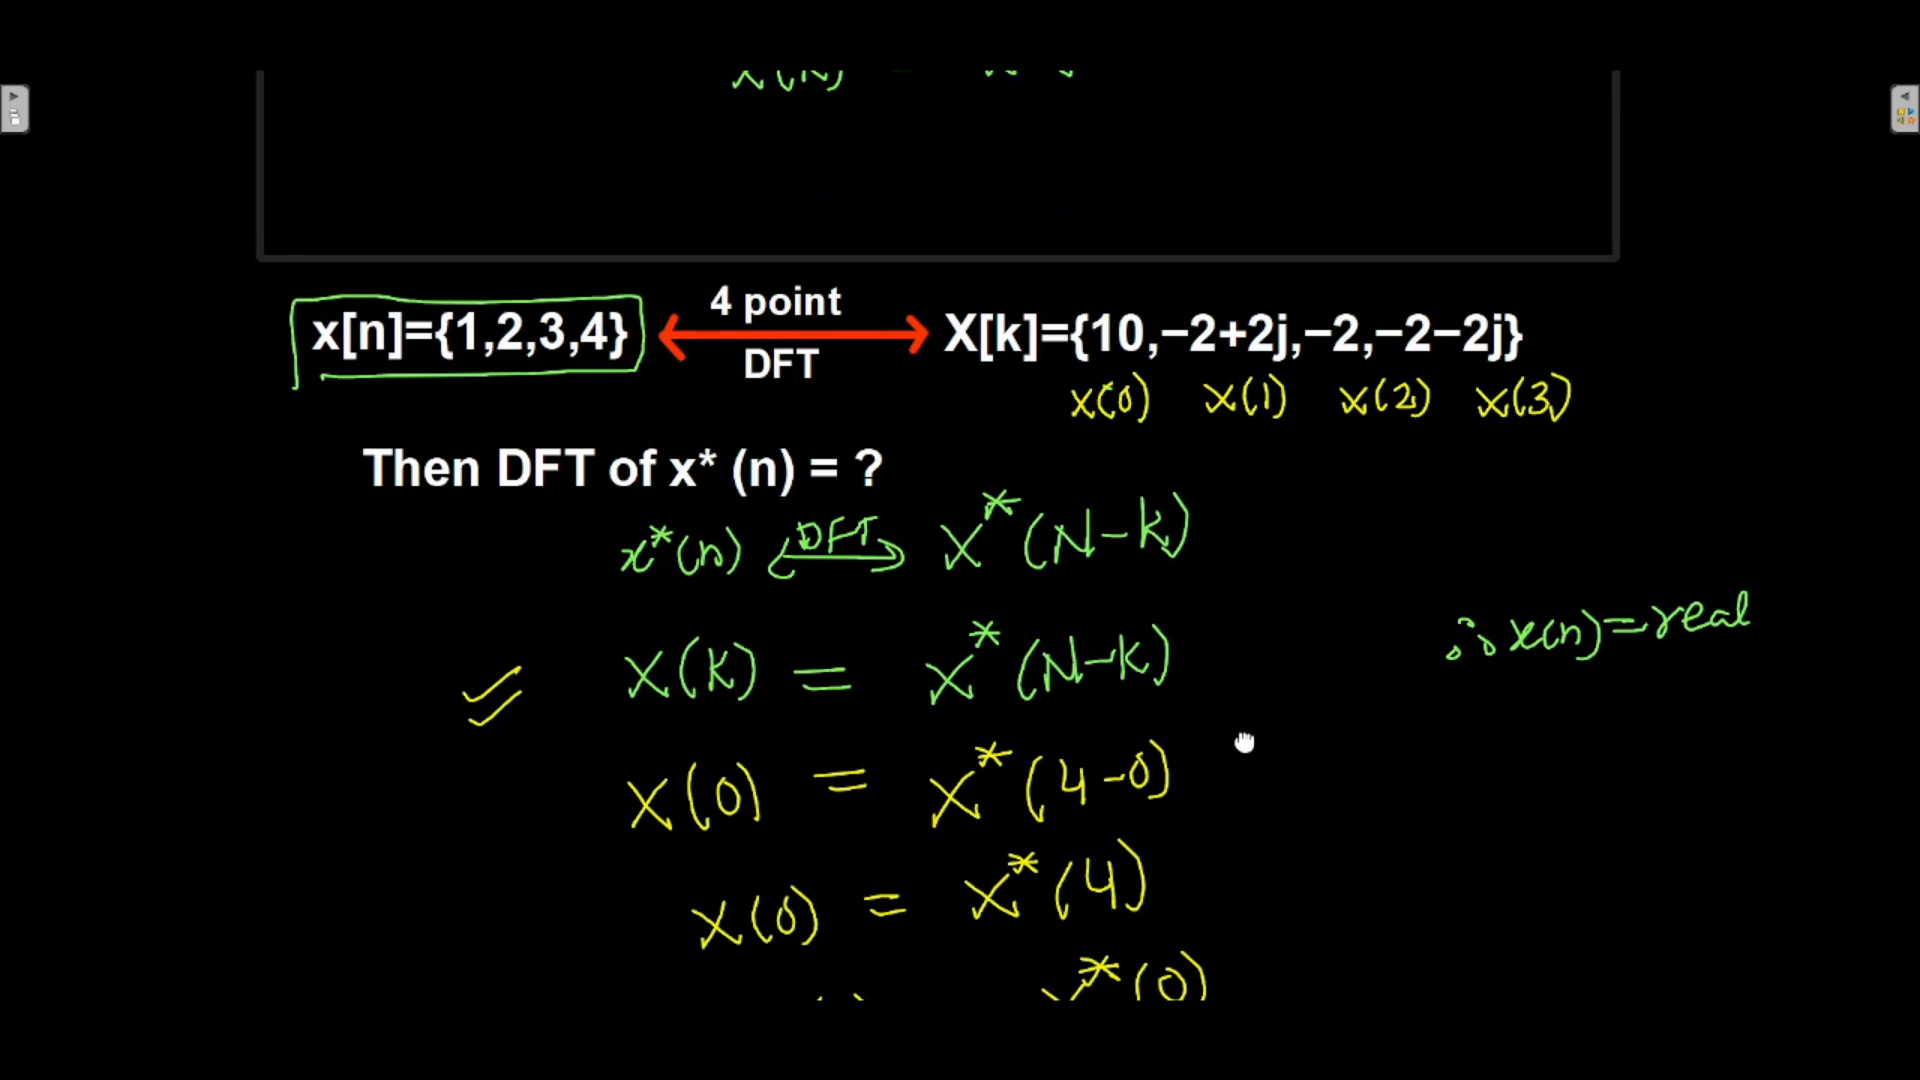 x[n]={1,2,3,4} 4 point DFT X[k]={10,−2+2j,−2,−2−2j}
x(0) x(1) x(2) x(3)
Then DFT of x* (n) = ?
x*(n) DFT X*(N-k)
X(k) = X*(N-k) ∴ x(n)=real
X(0) = X*(4-0)
X(0) = X*(4)
X*(0)